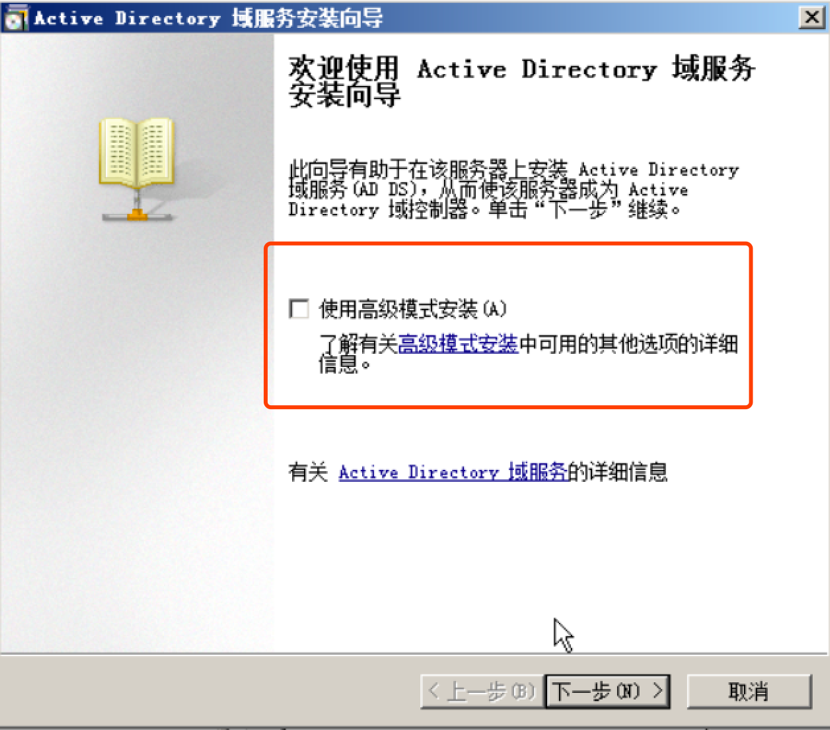 Active Directory 域服务安装向导
欢迎使用 Active Directory 域服务
安装向导
此向导有助于在该服务器上安装 Active Directory
域服务(AD DS)，从而使该服务器成为 Active
Directory 域控制器。单击“下一步”继续。
使用高级模式安装(A)
了解有关高级模式安装中可用的其他选项的详细
信息。
有关 Active Directory 域服务的详细信息
< 上一步(B) 下一步(N) > 取消